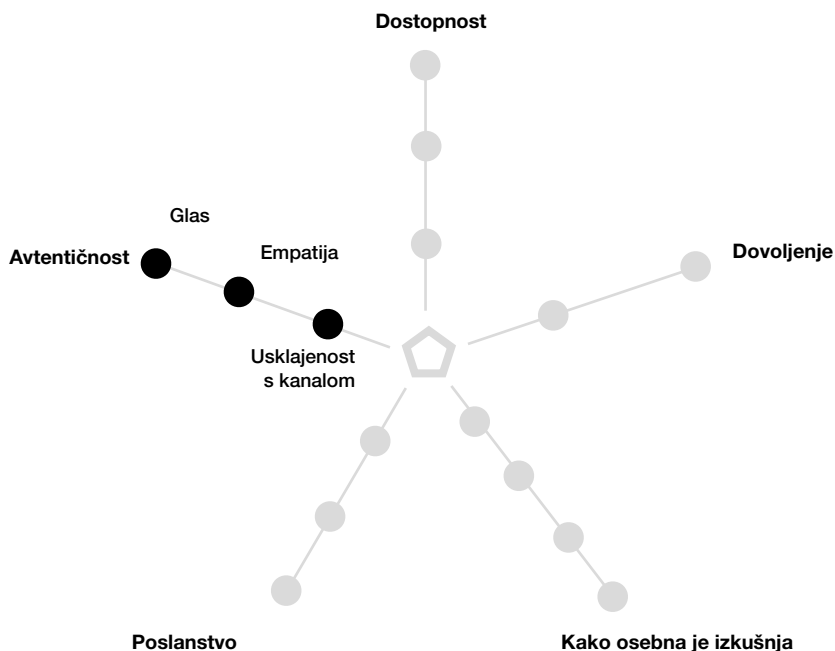 Dostopnost
Glas
Avtentičnost
Empatija
Dovoljenje
Usklajenost
s kanalom
Poslanstvo
Kako osebna je izkušnja